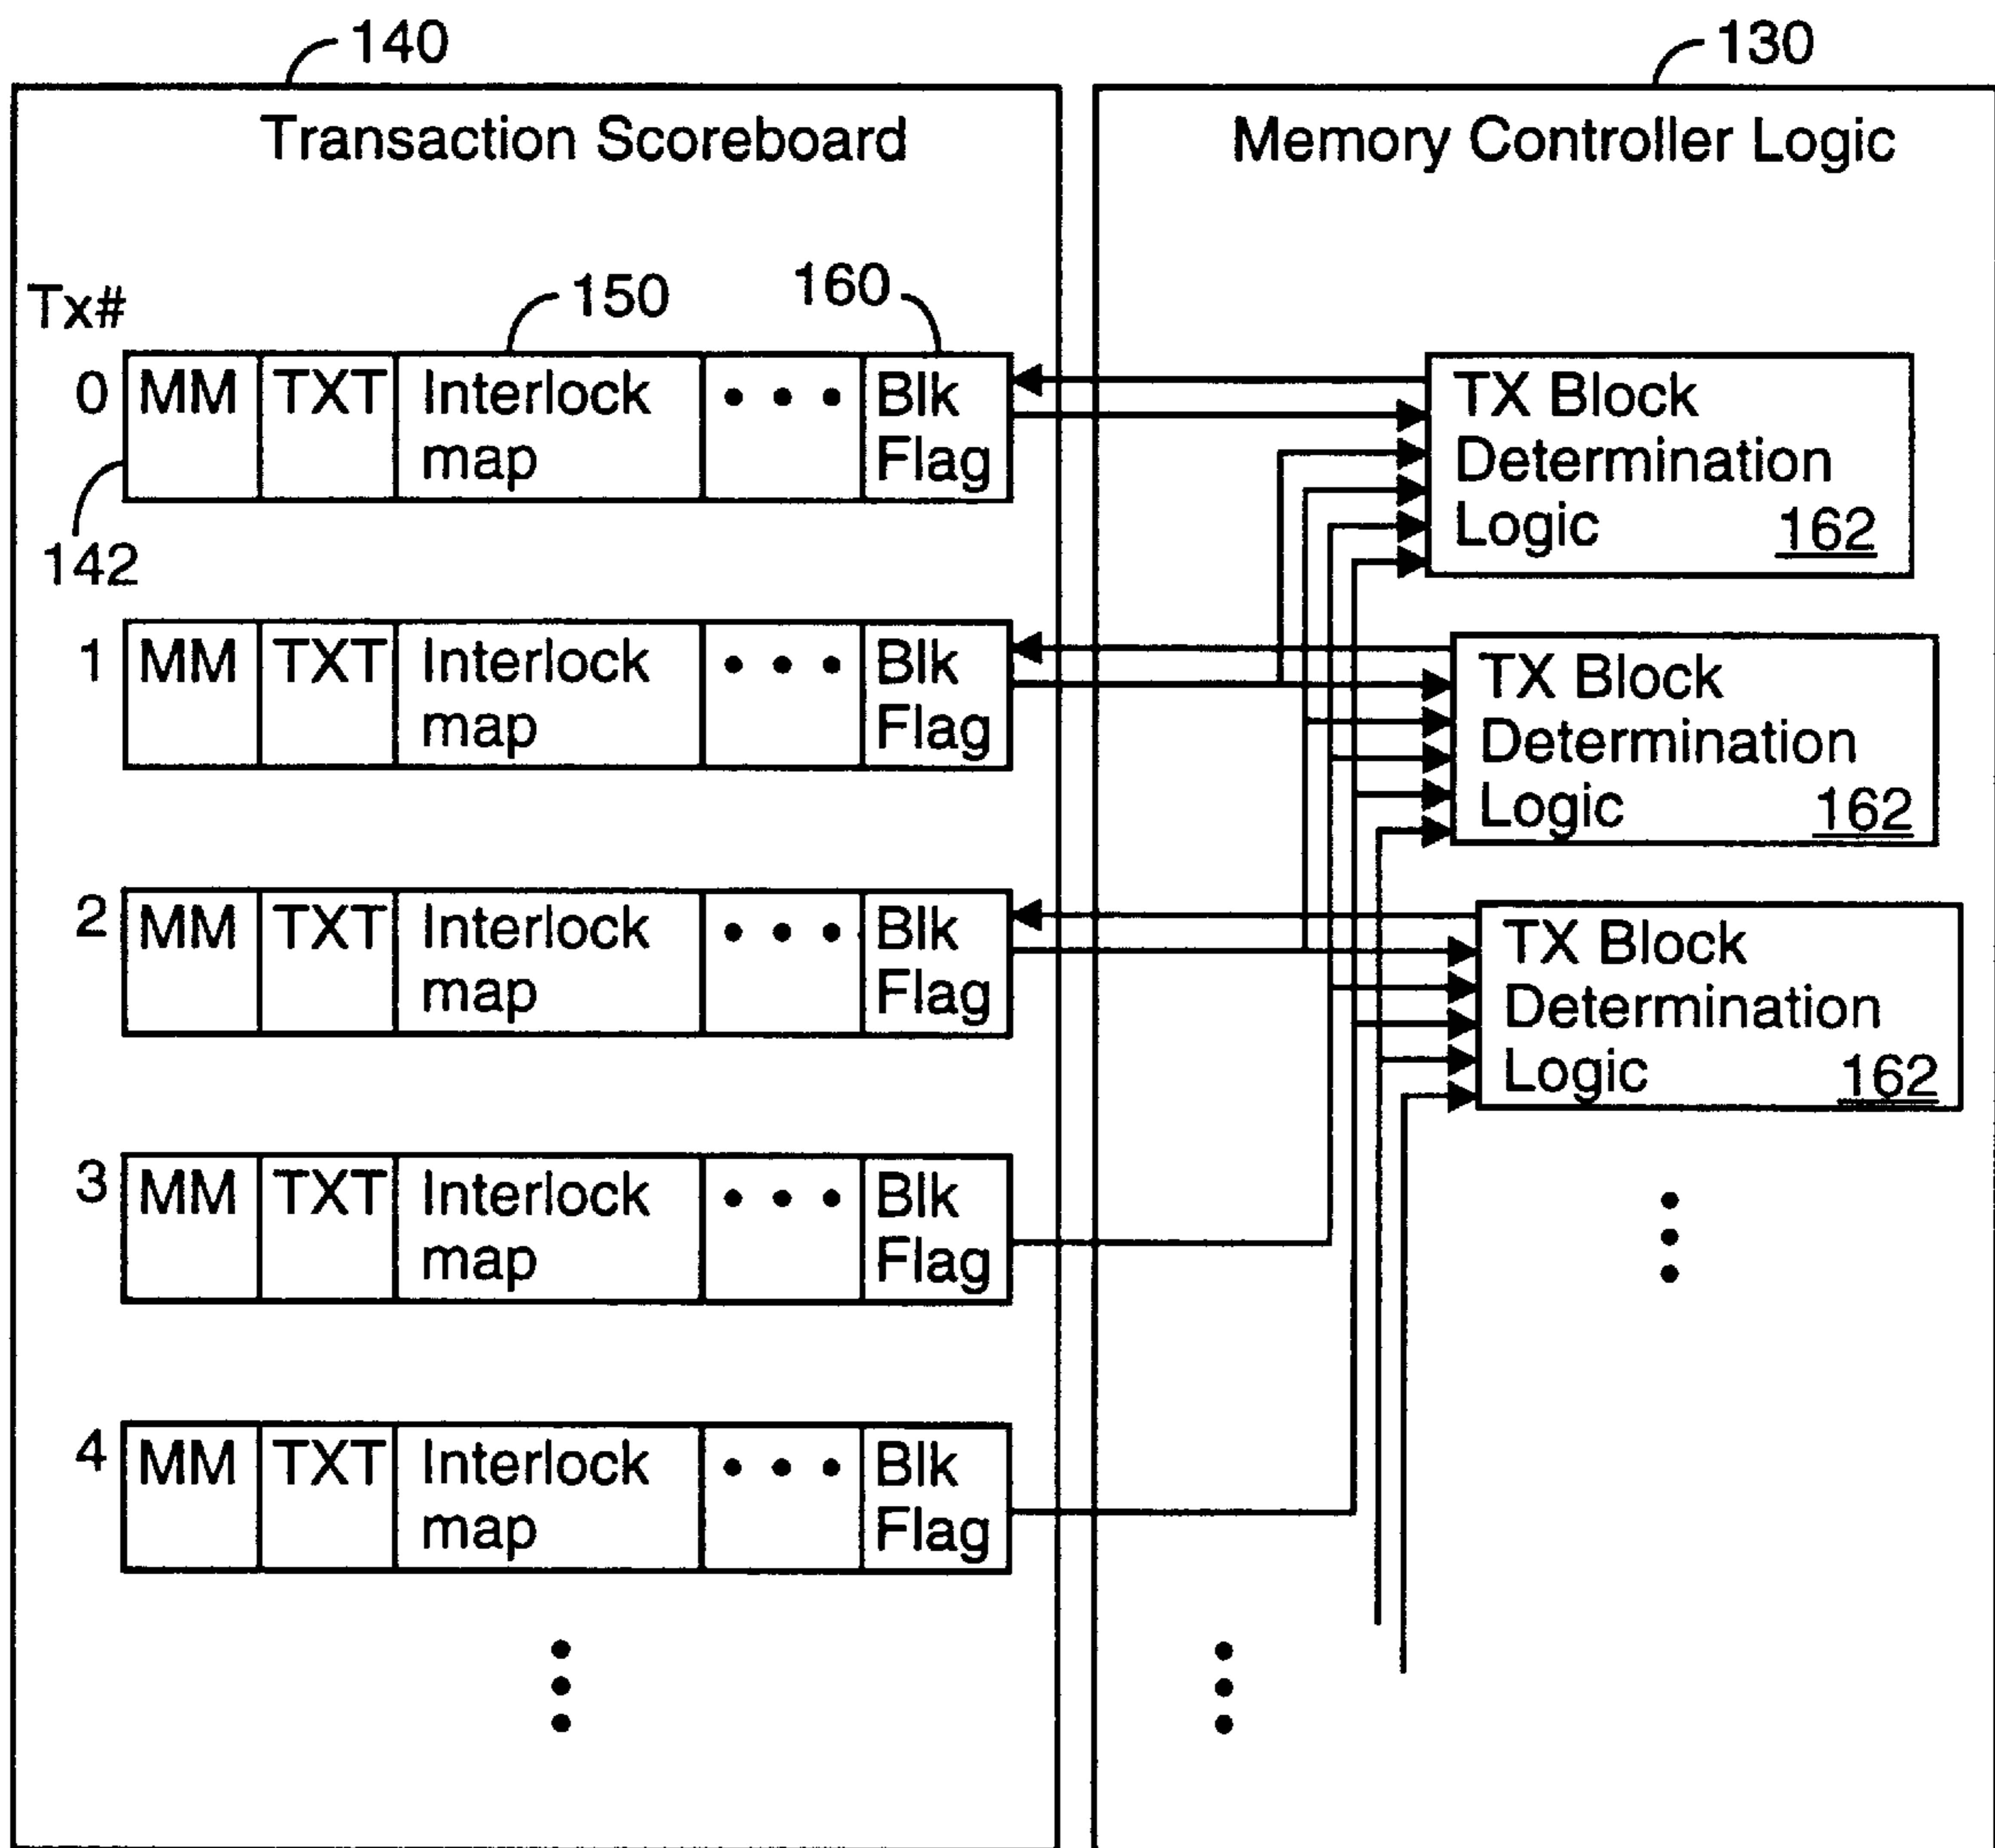 140
130
Transaction Scoreboard
Memory Controller Logic
Tx#
150
160
0
MM
TXT
Interlock
map
• • •
Blk
Flag
142
TX Block
Determination
Logic
162
1
MM
TXT
Interlock
map
• • •
Blk
Flag
TX Block
Determination
Logic
162
2
MM
TXT
Interlock
map
• • •
Blk
Flag
TX Block
Determination
Logic
162
3
MM
TXT
Interlock
map
• • •
Blk
Flag
4
MM
TXT
Interlock
map
• • •
Blk
Flag